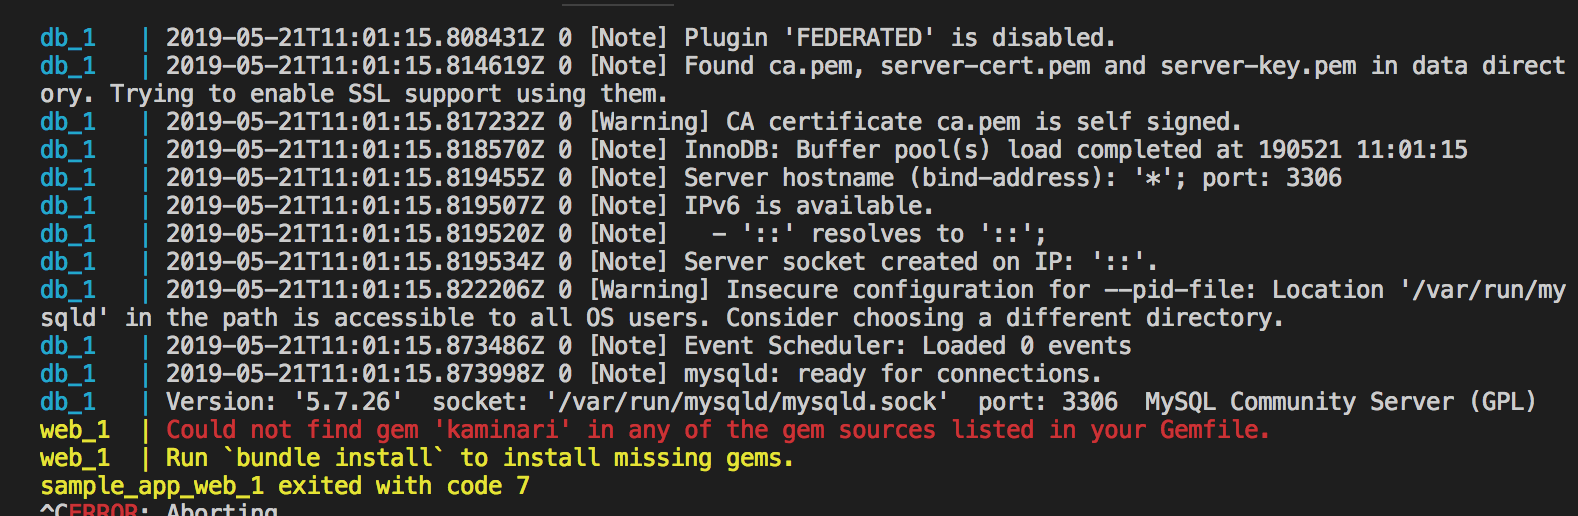 db_1   | 2019-05-21T11:01:15.808431Z 0 [Note] Plugin 'FEDERATED' is disabled.
db_1   | 2019-05-21T11:01:15.814619Z 0 [Note] Found ca.pem, server-cert.pem and server-key.pem in data direct
ory. Trying to enable SSL support using them.
db_1   | 2019-05-21T11:01:15.817232Z 0 [Warning] CA certificate ca.pem is self signed.
db_1   | 2019-05-21T11:01:15.818570Z 0 [Note] InnoDB: Buffer pool(s) load completed at 190521 11:01:15
db_1   | 2019-05-21T11:01:15.819455Z 0 [Note] Server hostname (bind-address): '*'; port: 3306
db_1   | 2019-05-21T11:01:15.819507Z 0 [Note] IPv6 is available.
db_1   | 2019-05-21T11:01:15.819520Z 0 [Note]   - '::' resolves to '::';
db_1   | 2019-05-21T11:01:15.819534Z 0 [Note] Server socket created on IP: '::'.
db_1   | 2019-05-21T11:01:15.822206Z 0 [Warning] Insecure configuration for --pid-file: Location '/var/run/my
sqld' in the path is accessible to all OS users. Consider choosing a different directory.
db_1   | 2019-05-21T11:01:15.873486Z 0 [Note] Event Scheduler: Loaded 0 events
db_1   | 2019-05-21T11:01:15.873998Z 0 [Note] mysqld: ready for connections.
db_1   | Version: '5.7.26'  socket: '/var/run/mysqld/mysqld.sock'  port: 3306  MySQL Community Server (GPL)
web_1  | Could not find gem 'kaminari' in any of the gem sources listed in your Gemfile.
web_1  | Run `bundle install` to install missing gems.
sample_app_web_1 exited with code 7
^CERROR: Aborting.